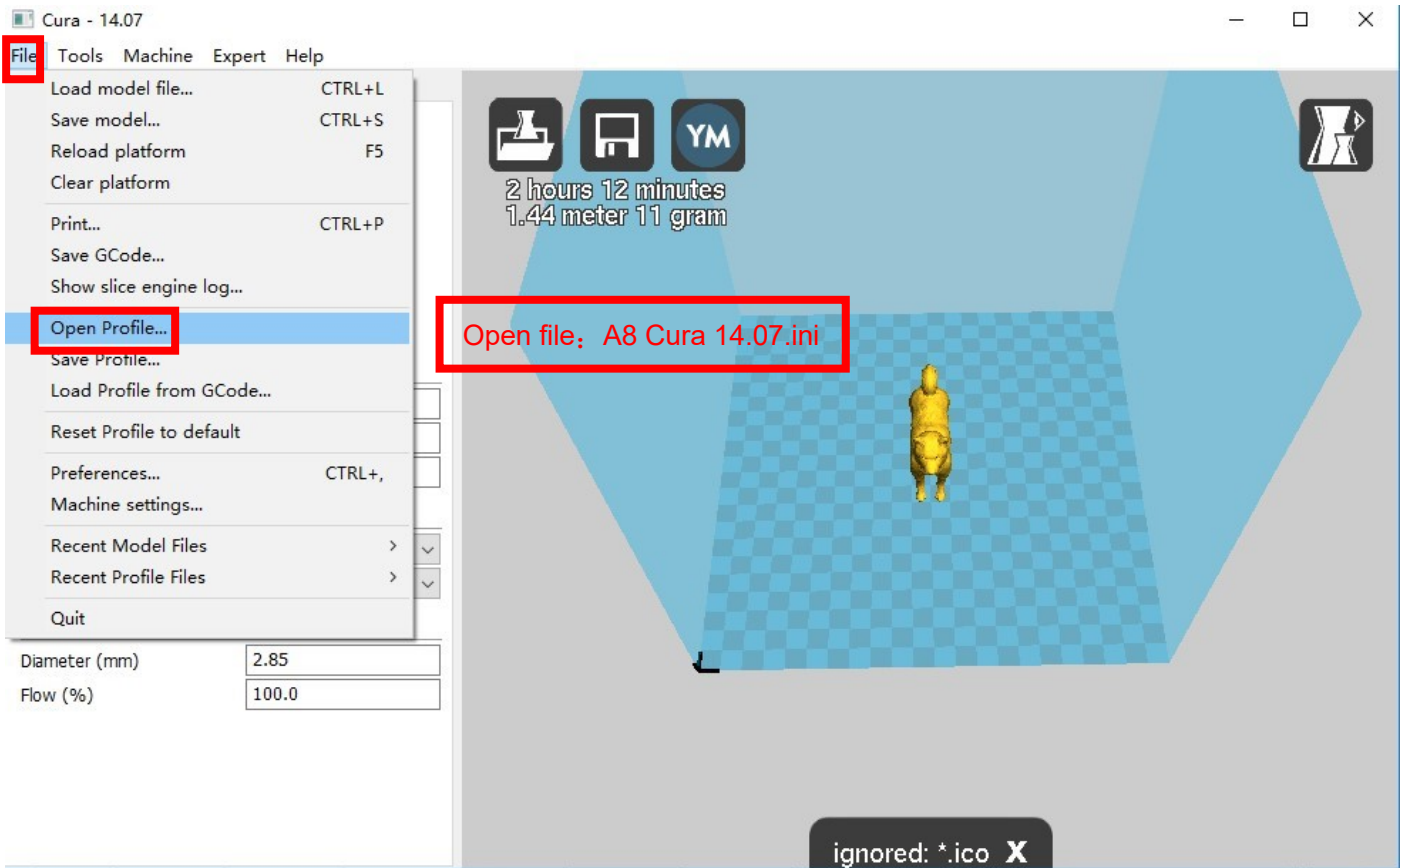 Cura - 14.07
File Tools Machine Expert Help
Load model file... CTRL+L
Save model... CTRL+S
Reload platform F5
Clear platform
Print... CTRL+P
Save GCode...
Show slice engine log...
Open Profile...
Save Profile...
Load Profile from GCode...
Reset Profile to default
Preferences... CTRL+,
Machine settings...
Recent Model Files >
Recent Profile Files >
Quit
Diameter (mm) 2.85
Flow (%) 100.0
YM
2 hours 12 minutes
1.44 meter 11 gram
Open file：A8 Cura 14.07.ini
ignored: *.ico X